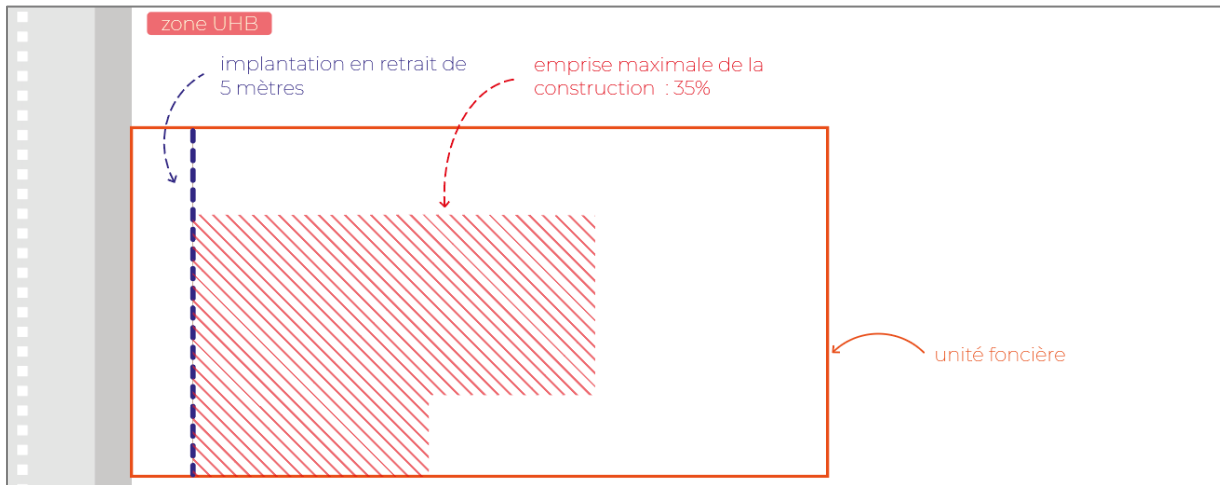 zone UHB
implantation en retrait de
5 mètres
emprise maximale de la
construction : 35%
unité foncière